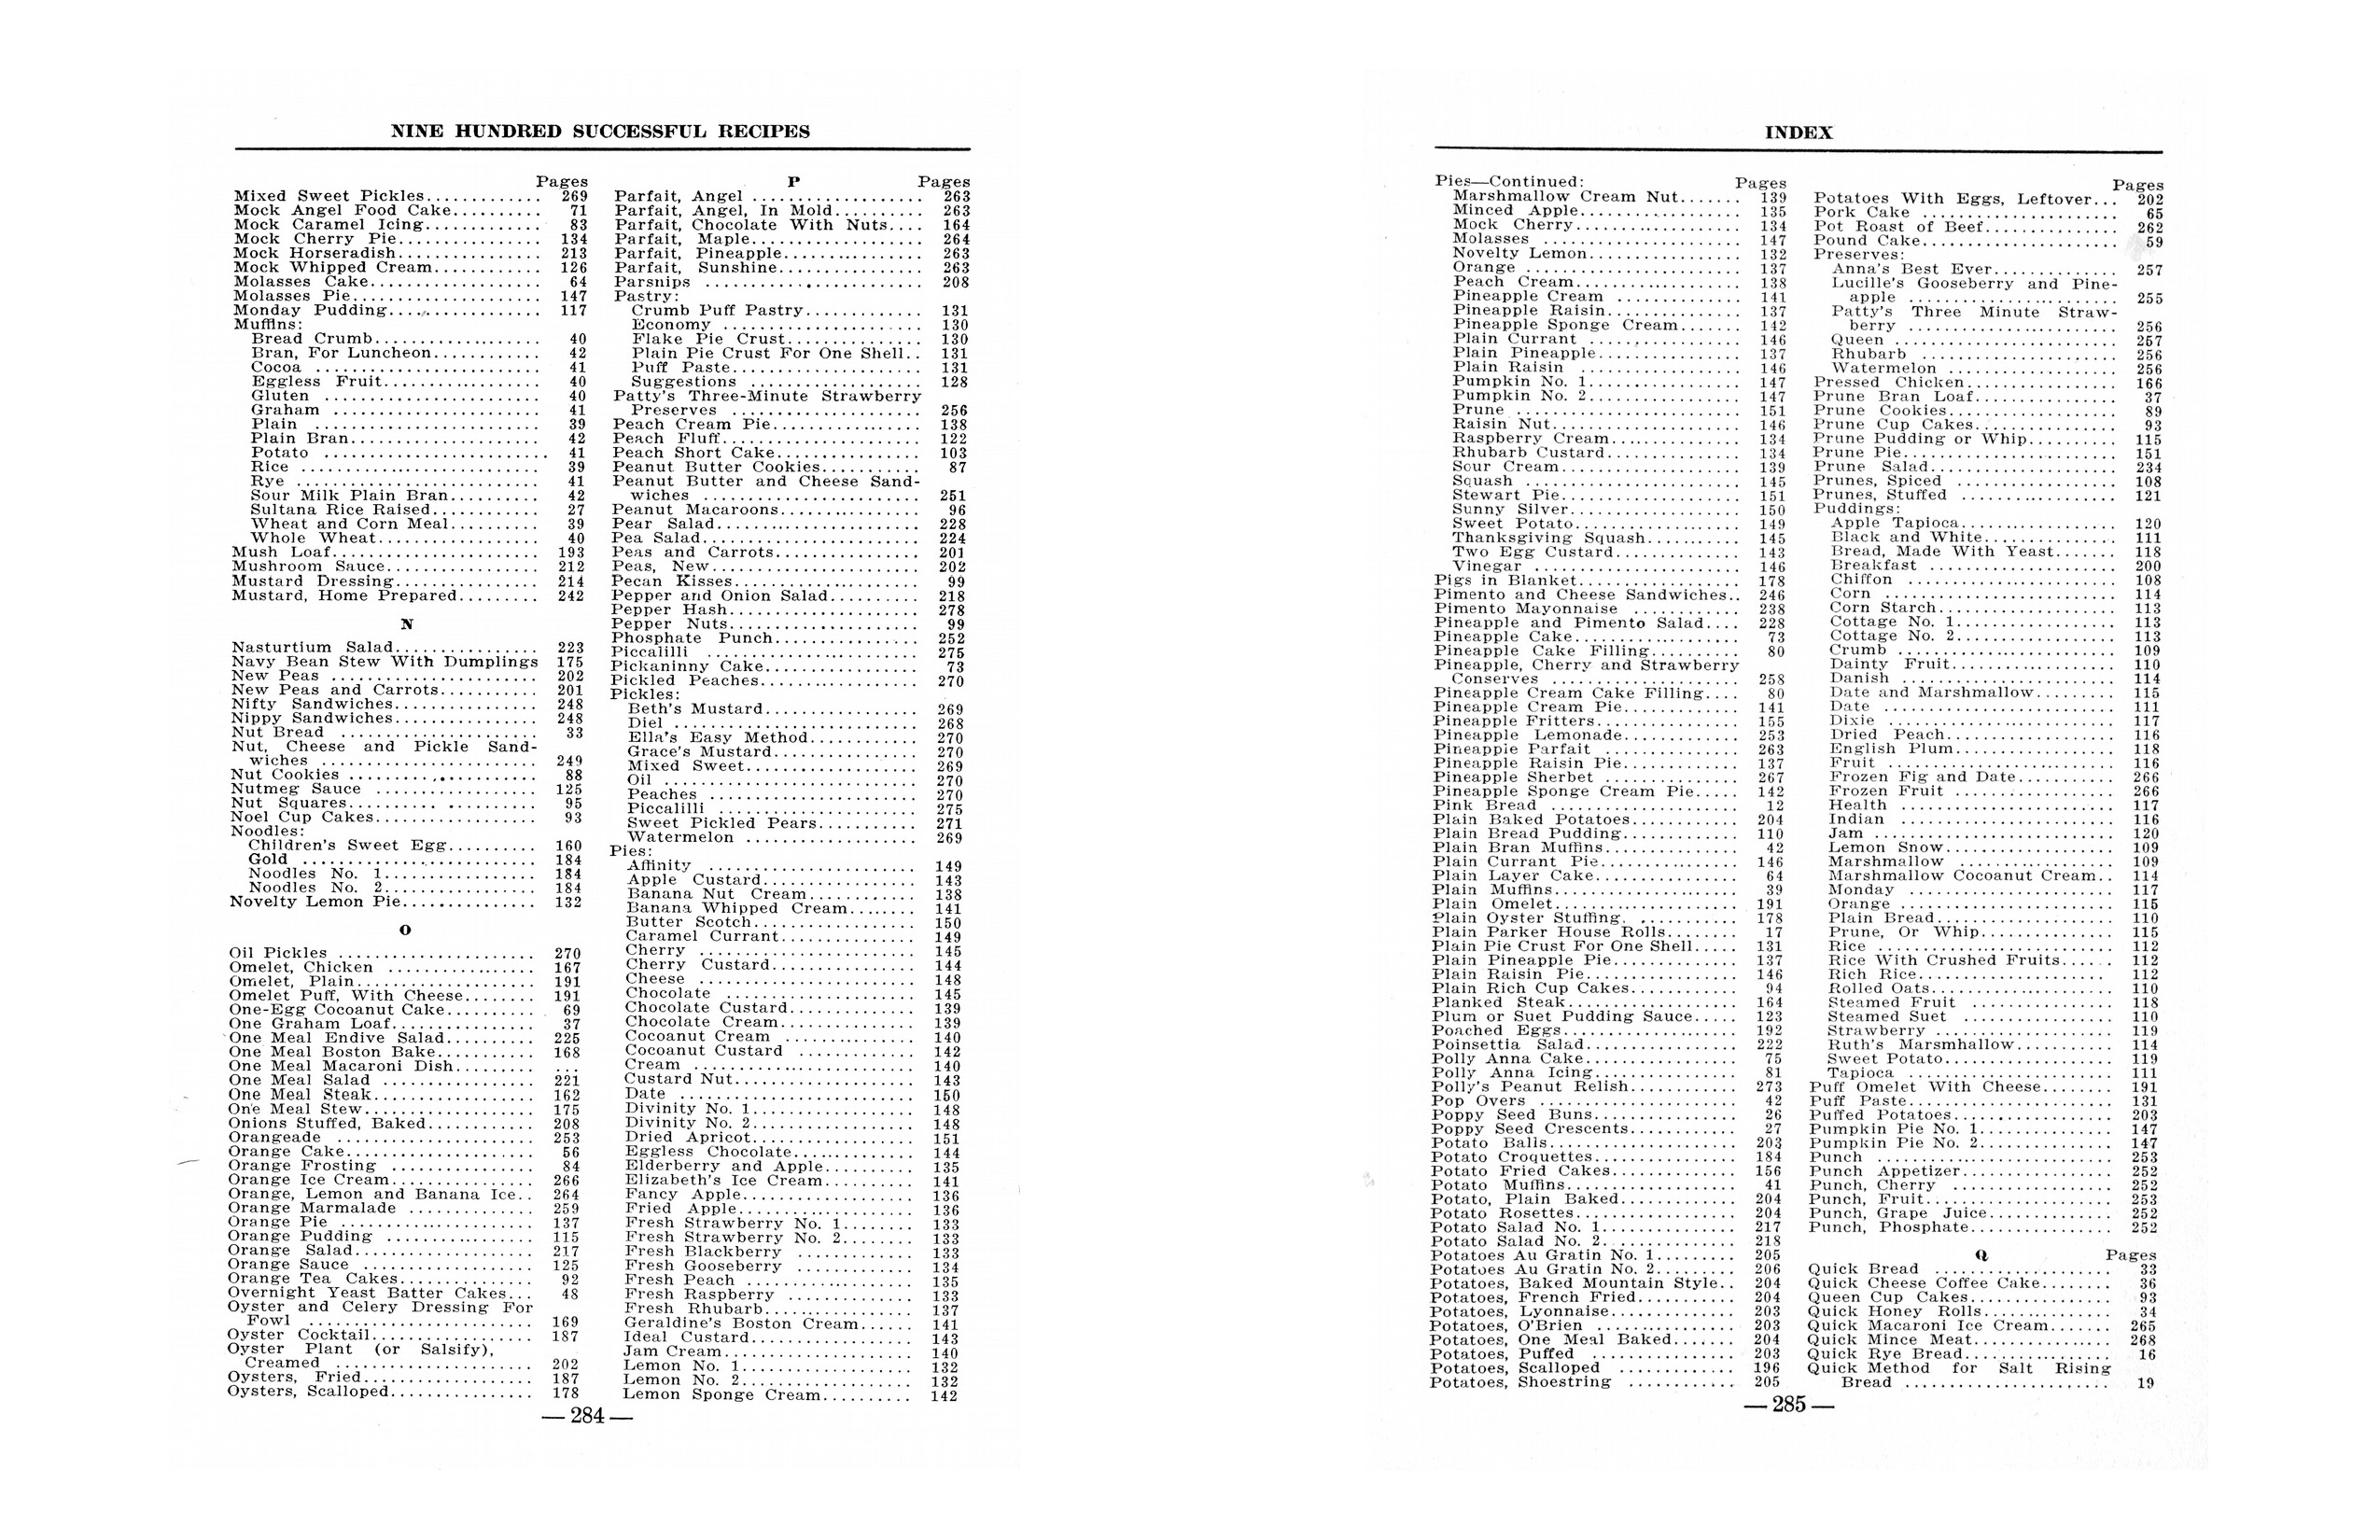 NINE HUNDRED SUCCESSFUL RECIPES
Pages
Mixed Sweet Pickles............. 269
Mock Angel Food Cake.......... 71
Mock Caramel Icing............. 83
Mock Cherry Pie................ 134
Mock Horseradish................ 213
Mock Whipped Cream............ 126
Molasses Cake................... 64
Molasses Pie..................... 147
Monday Pudding................. 117
Muffins:
Bread Crumb................... 40
Bran, For Luncheon............ 42
Cocoa ......................... 41
Eggless Fruit.................. 40
Gluten ........................ 40
Graham ....................... 41
Plain ......................... 39
Plain Bran..................... 42
Potato ......................... 41
Rice .......................... 39
Rye ........................... 41
Sour Milk Plain Bran.......... 42
Sultana Rice Raised............ 27
Wheat and Corn Meal.......... 39
Whole Wheat.................. 40
Mush Loaf....................... 193
Mushroom Sauce................. 212
Mustard Dressing................ 214
Mustard, Home Prepared......... 242
N
Nasturtium Salad................ 223
Navy Bean Stew With Dumplings 175
New Peas ....................... 202
New Peas and Carrots........... 201
Nifty Sandwiches................ 248
Nippy Sandwiches................ 248
Nut Bread ...................... 33
Nut, Cheese and Pickle Sand-
wiches ........................ 249
Nut Cookies ..................... 88
Nutmeg Sauce .................. 125
Nut Squares..................... 95
Noel Cup Cakes.................. 93
Noodles:
Children's Sweet Egg.......... 160
Gold .......................... 184
Noodles No. 1................. 184
Noodles No. 2................. 184
Novelty Lemon Pie............... 132
O
Oil Pickles ...................... 270
Omelet, Chicken ................. 167
Omelet, Plain.................... 191
Omelet Puff, With Cheese........ 191
One-Egg Cocoanut Cake.......... 69
One Graham Loaf................ 37
One Meal Endive Salad.......... 225
One Meal Boston Bake........... 168
One Meal Macaroni Dish......... ...
One Meal Salad ................. 221
One Meal Steak.................. 162
One Meal Stew................... 175
Onions Stuffed, Baked............ 208
Orangeade ...................... 253
Orange Cake..................... 56
Orange Frosting ................ 84
Orange Ice Cream................ 266
Orange, Lemon and Banana Ice.. 264
Orange Marmalade .............. 259
Orange Pie ...................... 137
Orange Pudding ................. 115
Orange Salad.................... 217
Orange Sauce ................... 125
Orange Tea Cakes............... 92
Overnight Yeast Batter Cakes... 48
Oyster and Celery Dressing For
Fowl ......................... 169
Oyster Cocktail.................. 187
Oyster Plant (or Salsify),
Creamed ...................... 202
Oysters, Fried................... 187
Oysters, Scalloped................ 178
P Pages
Parfait, Angel ................... 263
Parfait, Angel, In Mold.......... 263
Parfait, Chocolate With Nuts.... 164
Parfait, Maple................... 264
Parfait, Pineapple................ 263
Parfait, Sunshine................ 263
Parsnips ........................ 208
Pastry:
Crumb Puff Pastry............. 131
Economy ...................... 130
Flake Pie Crust............... 130
Plain Pie Crust For One Shell.. 131
Puff Paste..................... 131
Suggestions ................... 128
Patty's Three-Minute Strawberry
Preserves ..................... 256
Peach Cream Pie................. 138
Peach Fluff...................... 122
Peach Short Cake................ 103
Peanut Butter Cookies........... 87
Peanut Butter and Cheese Sand-
wiches ........................ 251
Peanut Macaroons................ 96
Pear Salad....................... 228
Pea Salad........................ 224
Peas and Carrots................ 201
Peas, New....................... 202
Pecan Kisses..................... 99
Pepper and Onion Salad.......... 218
Pepper Hash..................... 278
Pepper Nuts..................... 99
Phosphate Punch................ 252
Piccalilli ........................ 275
Pickaninny Cake................. 73
Pickled Peaches.................. 270
Pickles:
Beth's Mustard................. 269
Diel ........................... 268
Ella's Easy Method............ 270
Grace's Mustard................ 270
Mixed Sweet................... 269
Oil ............................ 270
Peaches ....................... 270
Piccalilli ...................... 275
Sweet Pickled Pears........... 271
Watermelon ................... 269
Pies:
Affinity ....................... 149
Apple Custard................. 143
Banana Nut Cream............ 138
Banana Whipped Cream........ 141
Butter Scotch.................. 150
Caramel Currant............... 149
Cherry ........................ 145
Cherry Custard................ 144
Cheese ........................ 148
Chocolate ..................... 145
Chocolate Custard.............. 139
Chocolate Cream............... 139
Cocoanut Cream ............... 140
Cocoanut Custard ............. 142
Cream ......................... 140
Custard Nut.................... 143
Date .......................... 150
Divinity No. 1.................. 148
Divinity No. 2.................. 148
Dried Apricot.................. 151
Eggless Chocolate.............. 144
Elderberry and Apple.......... 135
Elizabeth's Ice Cream.......... 141
Fancy Apple................... 136
Fried Apple.................... 136
Fresh Strawberry No. 1........ 133
Fresh Strawberry No. 2........ 133
Fresh Blackberry ............. 133
Fresh Gooseberry ............. 134
Fresh Peach ................... 135
Fresh Raspberry .............. 133
Fresh Rhubarb................. 137
Geraldine's Boston Cream...... 141
Ideal Custard.................. 143
Jam Cream..................... 140
Lemon No. 1................... 132
Lemon No. 2................... 132
Lemon Sponge Cream.......... 142
— 284 —
INDEX
Pies—Continued: Pages
Marshmallow Cream Nut....... 139
Minced Apple.................. 135
Mock Cherry................... 134
Molasses ...................... 147
Novelty Lemon................. 132
Orange ........................ 137
Peach Cream................... 138
Pineapple Cream .............. 141
Pineapple Raisin............... 137
Pineapple Sponge Cream....... 142
Plain Currant ................. 146
Plain Pineapple................ 137
Plain Raisin .................. 146
Pumpkin No. 1................. 147
Pumpkin No. 2................. 147
Prune ......................... 151
Raisin Nut..................... 146
Raspberry Cream.............. 134
Rhubarb Custard............... 134
Sour Cream.................... 139
Squash ........................ 145
Stewart Pie.................... 151
Sunny Silver................... 150
Sweet Potato................... 149
Thanksgiving Squash........... 145
Two Egg Custard.............. 143
Vinegar ....................... 146
Pigs in Blanket.................. 178
Pimento and Cheese Sandwiches.. 246
Pimento Mayonnaise ............ 238
Pineapple and Pimento Salad.... 228
Pineapple Cake.................. 73
Pineapple Cake Filling.......... 80
Pineapple, Cherry and Strawberry
Conserves ..................... 258
Pineapple Cream Cake Filling.... 80
Pineapple Cream Pie............. 141
Pineapple Fritters................ 155
Pineapple Lemonade............. 253
Pineapple Parfait ............... 263
Pineapple Raisin Pie............. 137
Pineapple Sherbet ............... 267
Pineapple Sponge Cream Pie..... 142
Pink Bread ..................... 12
Plain Baked Potatoes............ 204
Plain Bread Pudding............. 110
Plain Bran Muffins............... 42
Plain Currant Pie................ 146
Plain Layer Cake................ 64
Plain Muffins..................... 39
Plain Omelet..................... 191
Plain Oyster Stuffing. ........... 178
Plain Parker House Rolls........ 17
Plain Pie Crust For One Shell..... 131
Plain Pineapple Pie.............. 137
Plain Raisin Pie................. 146
Plain Rich Cup Cakes............ 94
Planked Steak................... 164
Plum or Suet Pudding Sauce..... 123
Poached Eggs.................... 192
Poinsettia Salad................. 222
Polly Anna Cake................. 75
Polly Anna Icing................ 81
Polly's Peanut Relish............ 273
Pop Overs ...................... 42
Poppy Seed Buns................ 26
Poppy Seed Crescents............ 27
Potato Balls..................... 203
Potato Croquettes................ 184
Potato Fried Cakes.............. 156
Potato Muffins................... 41
Potato, Plain Baked............. 204
Potato Rosettes.................. 204
Potato Salad No. 1............... 217
Potato Salad No. 2............... 218
Potatoes Au Gratin No. 1......... 205
Potatoes Au Gratin No. 2......... 206
Potatoes, Baked Mountain Style.. 204
Potatoes, French Fried........... 204
Potatoes, Lyonnaise.............. 203
Potatoes, O'Brien ............... 203
Potatoes, One Meal Baked....... 204
Potatoes, Puffed ................ 203
Potatoes, Scalloped ............. 196
Potatoes, Shoestring ............ 205
Pages
Potatoes With Eggs, Leftover... 202
Pork Cake ...................... 65
Pot Roast of Beef............... 262
Pound Cake...................... 59
Preserves:
Anna's Best Ever.............. 257
Lucille's Gooseberry and Pine-
apple ........................ 255
Patty's Three Minute Straw-
berry ........................ 256
Queen ......................... 257
Rhubarb ...................... 256
Watermelon ................... 256
Pressed Chicken................. 166
Prune Bran Loaf................ 37
Prune Cookies................... 89
Prune Cup Cakes................ 93
Prune Pudding or Whip.......... 115
Prune Pie........................ 151
Prune Salad..................... 234
Prunes, Spiced .................. 108
Prunes, Stuffed ................. 121
Puddings:
Apple Tapioca.................. 120
Black and White............... 111
Bread, Made With Yeast....... 118
Breakfast ..................... 200
Chiffon ....................... 108
Corn .......................... 114
Corn Starch.................... 113
Cottage No. 1.................. 113
Cottage No. 2.................. 113
Crumb ........................ 109
Dainty Fruit................... 110
Danish ........................ 114
Date and Marshmallow......... 115
Date .......................... 111
Dixie ......................... 117
Dried Peach................... 116
English Plum.................. 118
Fruit ......................... 116
Frozen Fig and Date........... 266
Frozen Fruit .................. 266
Health ........................ 117
Indian ........................ 116
Jam ........................... 120
Lemon Snow................... 109
Marshmallow ................. 109
Marshmallow Cocoanut Cream.. 114
Monday ....................... 117
Orange ........................ 115
Plain Bread.................... 110
Prune, Or Whip............... 115
Rice .......................... 112
Rice With Crushed Fruits...... 112
Rich Rice...................... 112
Rolled Oats.................... 110
Steamed Fruit ................ 118
Steamed Suet ................. 110
Strawberry .................... 119
Ruth's Marsmhallow........... 114
Sweet Potato................... 119
Tapioca ....................... 111
Puff Omelet With Cheese........ 191
Puff Paste....................... 131
Puffed Potatoes.................. 203
Pumpkin Pie No. 1............... 147
Pumpkin Pie No. 2............... 147
Punch .......................... 253
Punch Appetizer................. 252
Punch, Cherry .................. 252
Punch, Fruit..................... 253
Punch, Grape Juice.............. 252
Punch, Phosphate................ 252
Q Pages
Quick Bread .................... 33
Quick Cheese Coffee Cake........ 36
Queen Cup Cakes................ 93
Quick Honey Rolls............... 34
Quick Macaroni Ice Cream....... 265
Quick Mince Meat................ 268
Quick Rye Bread................. 16
Quick Method for Salt Rising
Bread ....................... 19
— 285 —